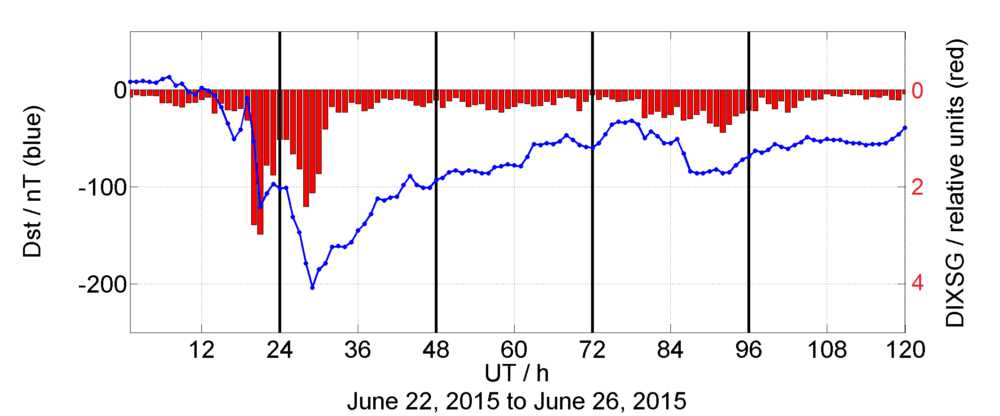 Dst / nT (blue)
0
-100
-200
0
2
4
DIXSG / relative units (red)
12 24 36 48 60 72 84 96 108 120
UT / h
June 22, 2015 to June 26, 2015